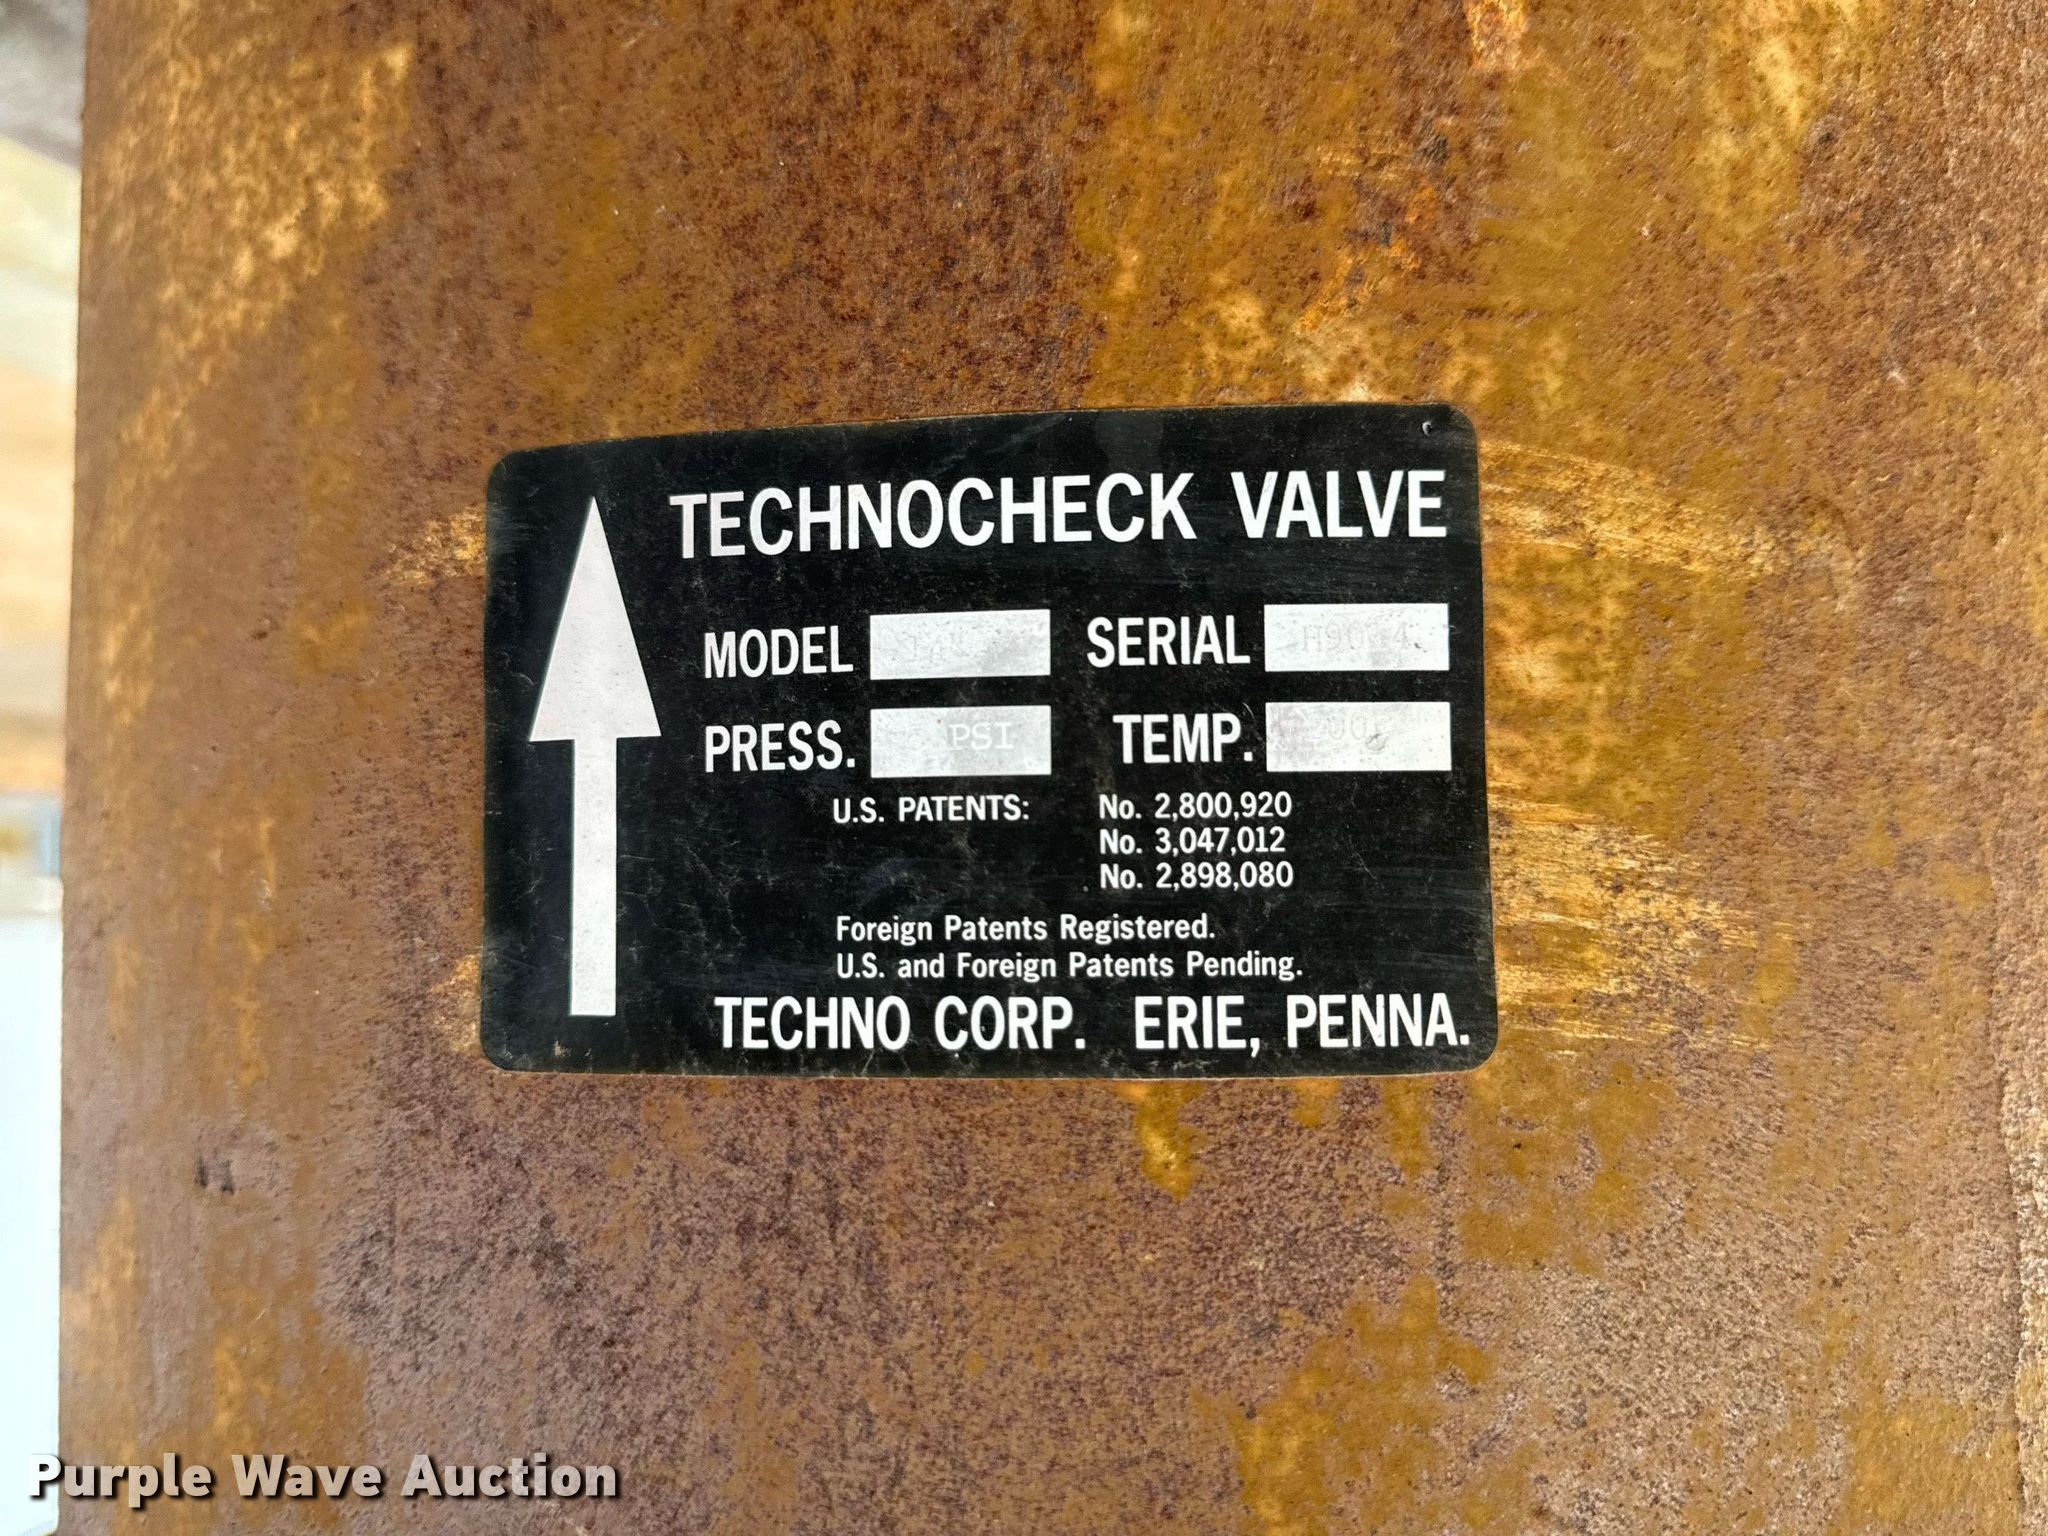 TECHNOCHECK VALVE
MODEL SERIAL
PRESS. PSI TEMP.
U.S. PATENTS: No. 2,800,920
No. 3,047,012
No. 2,898,080
Foreign Patents Registered.
U.S. and Foreign Patents Pending.
TECHNO CORP. ERIE, PENNA.
Purple Wave Auction